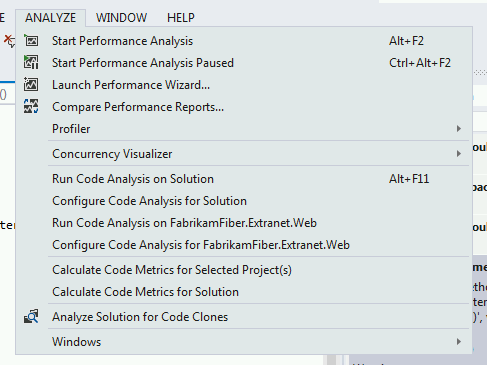 E ANALYZE WINDOW HELP
Start Performance Analysis Alt+F2
Start Performance Analysis Paused Ctrl+Alt+F2
Launch Performance Wizard...
Compare Performance Reports...
Profiler
Concurrency Visualizer
Run Code Analysis on Solution Alt+F11
Configure Code Analysis for Solution
Run Code Analysis on FabrikamFiber.Extranet.Web
Configure Code Analysis for FabrikamFiber.Extranet.Web
Calculate Code Metrics for Selected Project(s)
Calculate Code Metrics for Solution
Analyze Solution for Code Clones
Windows